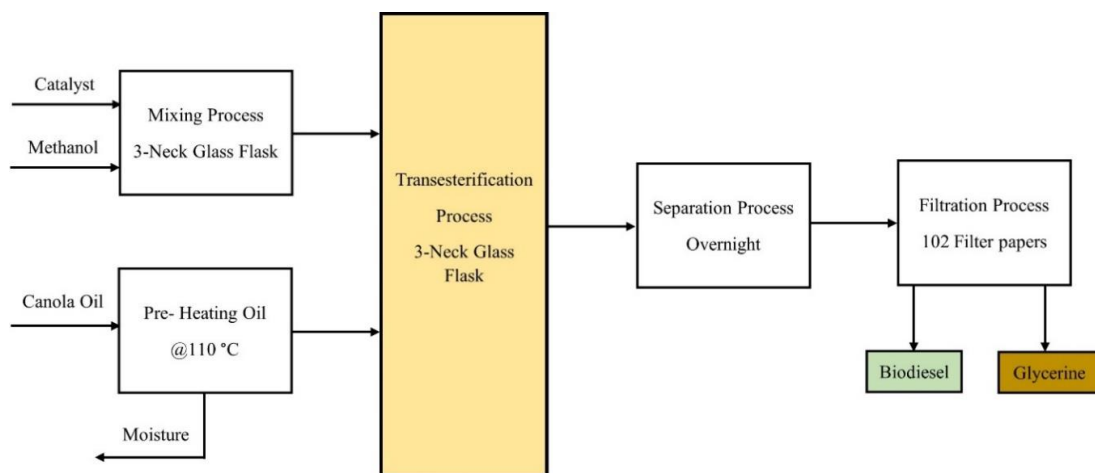 Catalyst
Methanol
Mixing Process
3-Neck Glass Flask
Canola Oil
Pre- Heating Oil
@110 °C
Moisture
Transesterification
Process
3-Neck Glass
Flask
Separation Process
Overnight
Filtration Process
102 Filter papers
Biodiesel
Glycerine